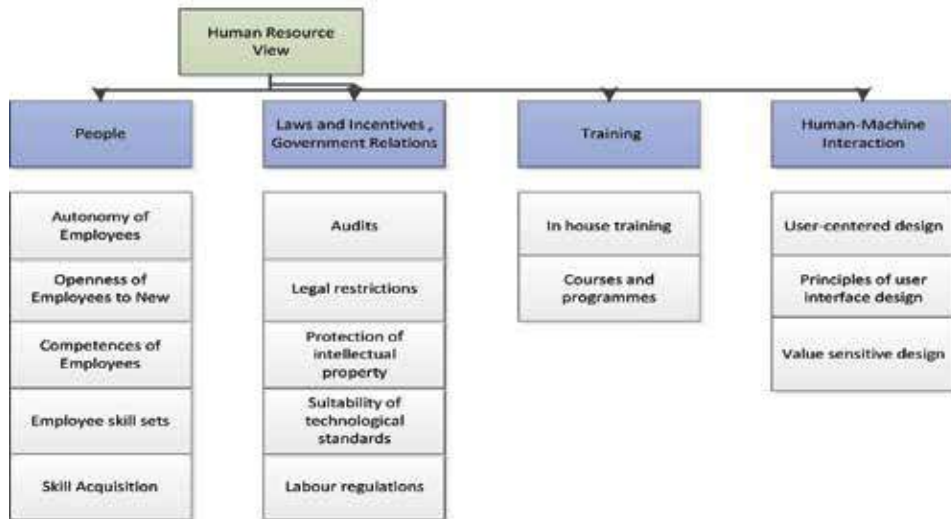 Human Resource
View
People
Laws and Incentives ,
Government Relations
Training
Human-Machine
Interaction
Autonomy of
Employees
Openness of
Employees to New
Competences of
Employees
Employee skill sets
Skill Acquisition
Audits
Legal restrictions
Protection of
intellectual
property
Suitability of
technological
standards
Labour regulations
In house training
Courses and
programmes
User-centered design
Principles of user
interface design
Value sensitive design